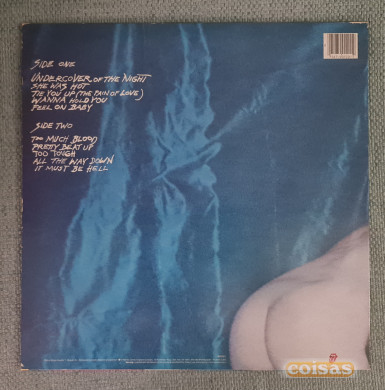 SIDE ONE
UNDERCOVER OF THE NIGHT
SHE WAS HOT
TIE YOU UP (THE PAIN OF LOVE)
WANNA HOLD YOU
FEEL ON BABY
SIDE TWO
TOO MUCH BLOOD
PRETTY BEAT UP
TOO TOUGH
ALL THE WAY DOWN
IT MUST BE HELL
coisas